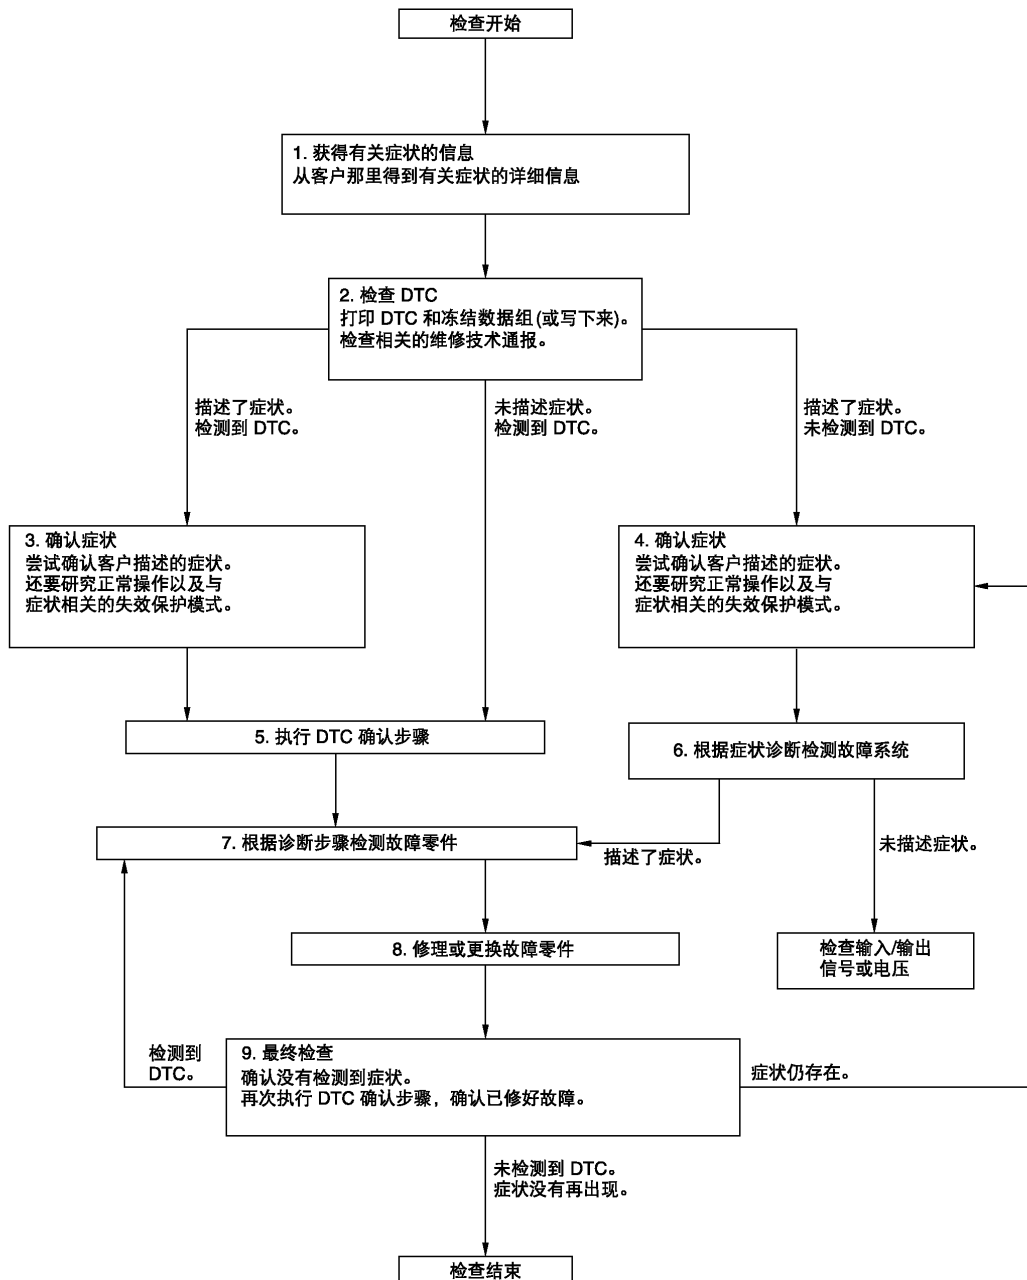 检查开始
1. 获得有关症状的信息
从客户那里得到有关症状的详细信息
2. 检查 DTC
打印 DTC 和冻结数据组(或写下来)。
检查相关的维修技术通报。
描述了症状。
检测到 DTC。
未描述症状。
检测到 DTC。
描述了症状。
未检测到 DTC。
3. 确认症状
尝试确认客户描述的症状。
还要研究正常操作以及与
症状相关的失效保护模式。
4. 确认症状
尝试确认客户描述的症状。
还要研究正常操作以及与
症状相关的失效保护模式。
5. 执行 DTC 确认步骤
6. 根据症状诊断检测故障系统
7. 根据诊断步骤检测故障零件
描述了症状。
未描述症状。
8. 修理或更换故障零件
检查输入/输出
信号或电压
检测到
DTC。
9. 最终检查
确认没有检测到症状。
再次执行 DTC 确认步骤，确认已修好故障。
症状仍存在。
未检测到 DTC。
症状没有再出现。
检查结束